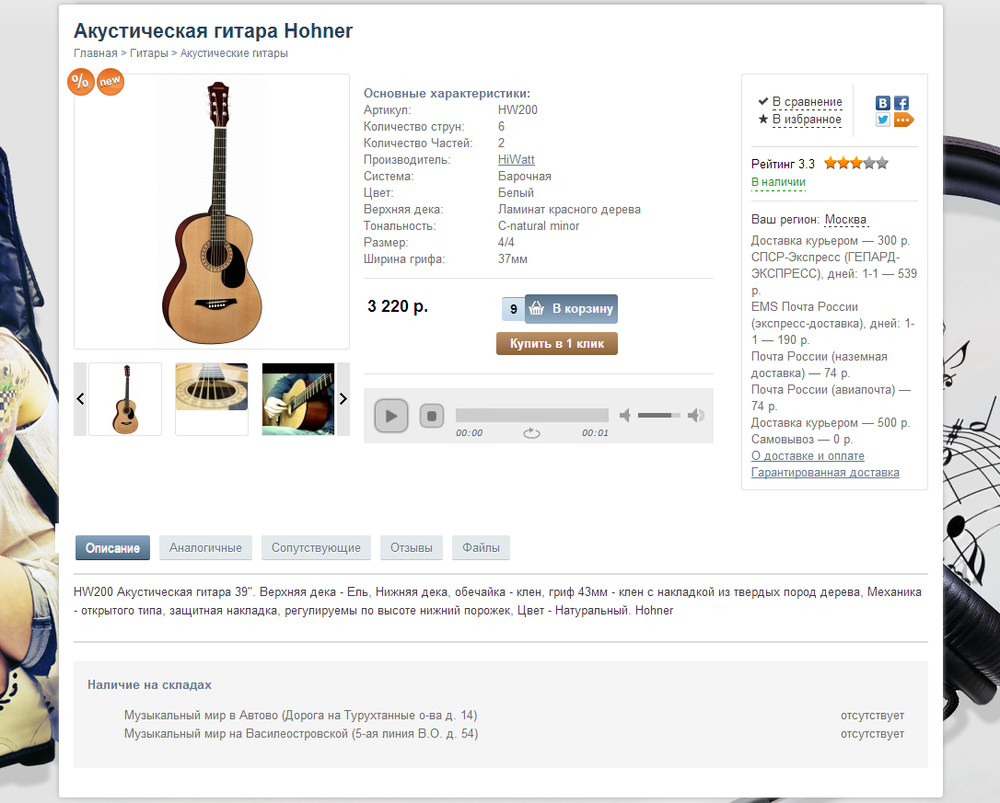 Акустическая гитара Hohner
Главная > Гитары > Акустические гитары
% new
Основные характеристики:
Артикул: HW200
Количество струн: 6
Количество Частей: 2
Производитель: HiWatt
Система: Барочная
Цвет: Белый
Верхняя дека: Ламинат красного дерева
Тональность: C-natural minor
Размер: 4/4
Ширина грифа: 37мм
3 220 р.
9 В корзину
Купить в 1 клик
00:00 00:01
В сравнение
В избранное
Рейтинг 3.3
В наличии
Ваш регион: Москва
Доставка курьером — 300 р.
СПСР-Экспресс (ГЕПАРД-
ЭКСПРЕСС), дней: 1-1 — 539
р.
EMS Почта России
(экспресс-доставка), дней: 1-
1 — 190 р.
Почта России (наземная
доставка) — 74 р.
Почта России (авиапочта) —
74 р.
Доставка курьером — 500 р.
Самовывоз — 0 р.
О доставке и оплате
Гарантированная доставка
Описание Аналогичные Сопутствующие Отзывы Файлы
HW200 Акустическая гитара 39". Верхняя дека - Ель, Нижняя дека, обечайка - клен, гриф 43мм - клен с накладкой из твердых пород дерева, Механика
- открытого типа, защитная накладка, регулируемы по высоте нижний порожек, Цвет - Натуральный. Hohner
Наличие на складах
Музыкальный мир в Автово (Дорога на Турухтанные о-ва д. 14) отсутствует
Музыкальный мир на Василеостровской (5-ая линия В.О. д. 54) отсутствует